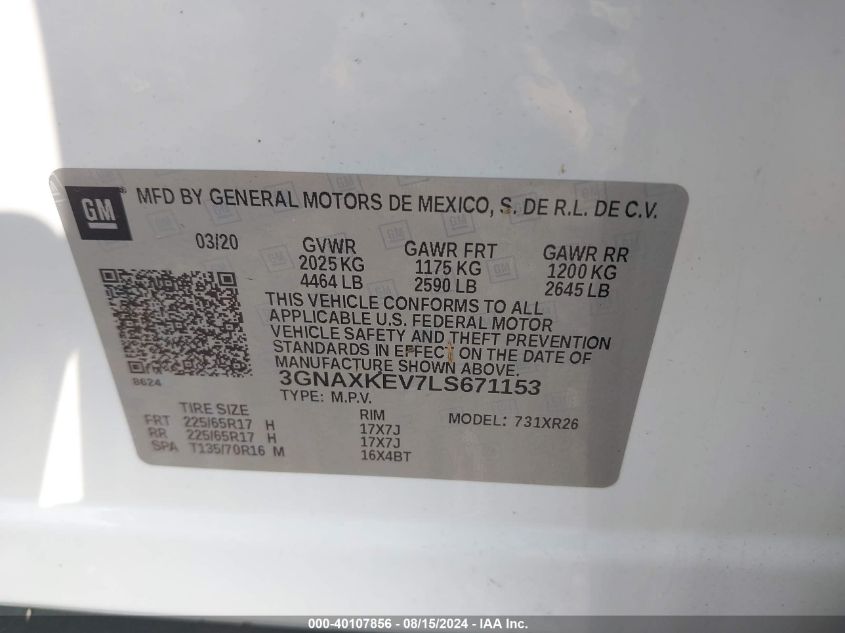 GM ® MFD BY GENERAL MOTORS DE MEXICO, S. DE R.L. DE C.V.
03/20 GVWR GAWR FRT GAWR RR
2025 KG 1175 KG 1200 KG
4464 LB 2590 LB 2645 LB
THIS VEHICLE CONFORMS TO ALL
APPLICABLE U.S. FEDERAL MOTOR
VEHICLE SAFETY AND THEFT PREVENTION
STANDARDS IN EFFECT ON THE DATE OF
MANUFACTURE SHOWN ABOVE.
8624 3GNAXKEV7LS671153
TYPE: M.P.V.
TIRE SIZE RIM MODEL: 731XR26
FRT 225/65R17 H 17X7J
RR 225/65R17 H 17X7J
SPA T135/70R16 M 16X4BT
000-40107856 - 08/15/2024 - IAA Inc.